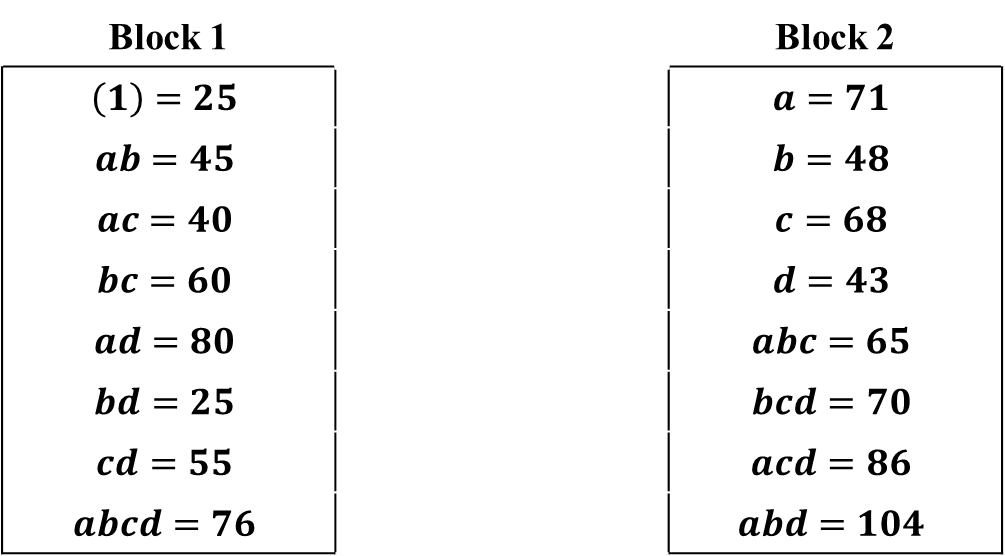 Block 1
(1) = 25
ab = 45
ac = 40
bc = 60
ad = 80
bd = 25
cd = 55
abcd = 76
Block 2
a = 71
b = 48
c = 68
d = 43
abc = 65
bcd = 70
acd = 86
abd = 104